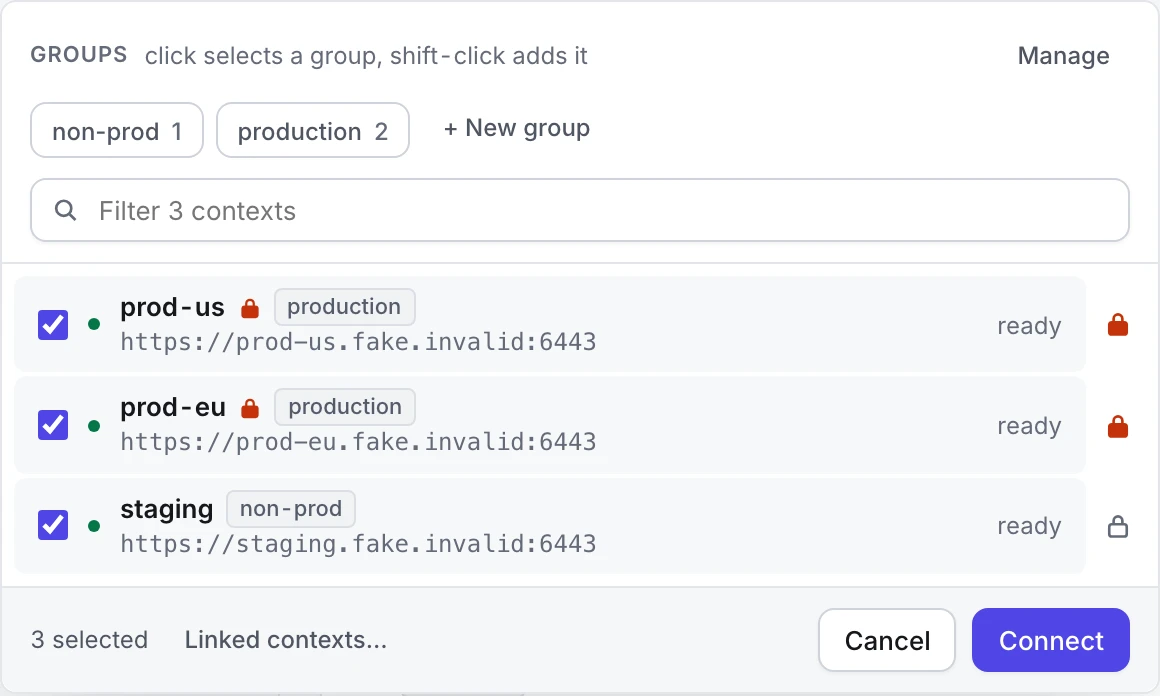 GROUPS click selects a group, shift-click adds it Manage
non-prod 1 production 2 + New group
Filter 3 contexts
prod-us production
https://prod-us.fake.invalid:6443 ready
prod-eu production
https://prod-eu.fake.invalid:6443 ready
staging non-prod
https://staging.fake.invalid:6443 ready
3 selected Linked contexts... Cancel Connect